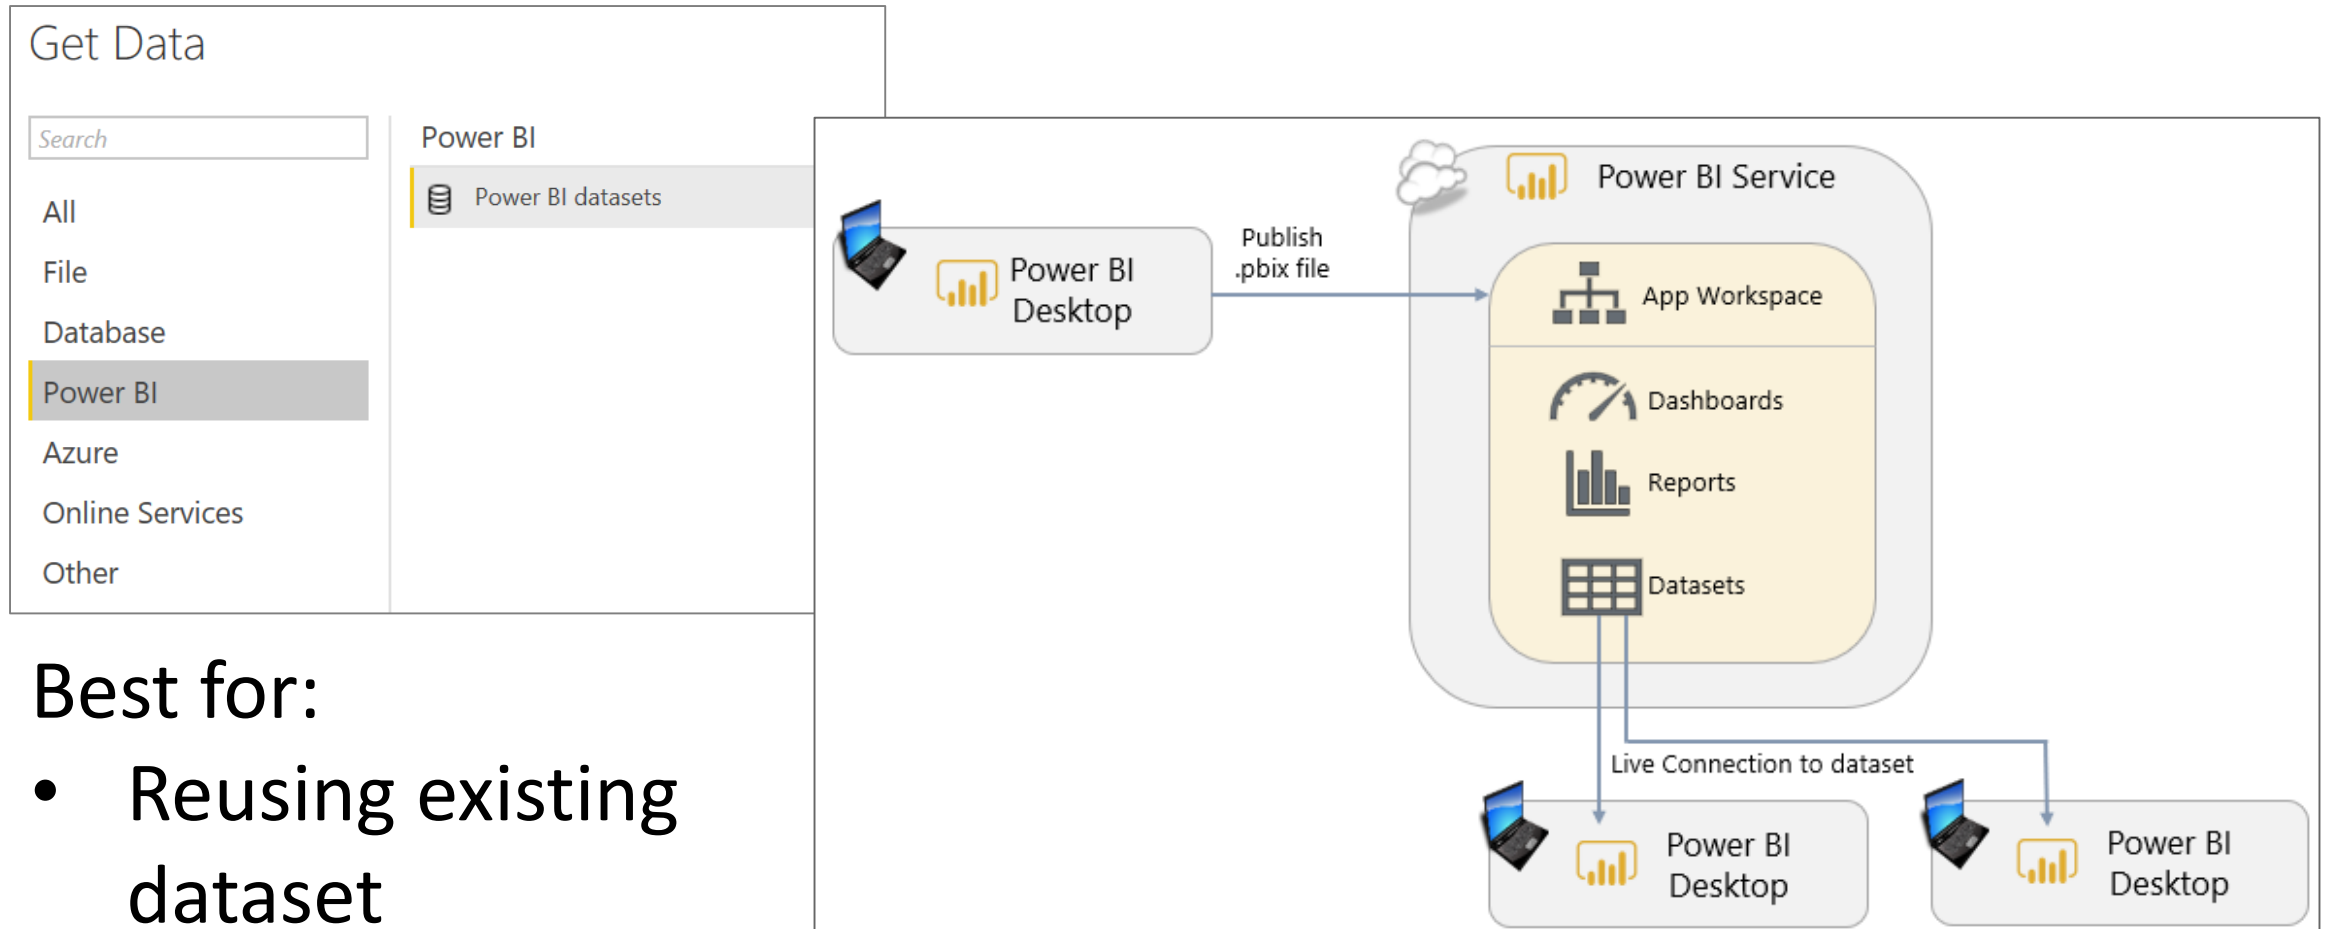 Get Data
Search
All
File
Database
Power BI
Azure
Online Services
Other
Power BI
Power BI datasets
Best for:
• Reusing existing
dataset
Power BI
Desktop
Publish
.pbix file
Power BI Service
App Workspace
Dashboards
Reports
Datasets
Live Connection to dataset
Power BI
Desktop
Power BI
Desktop